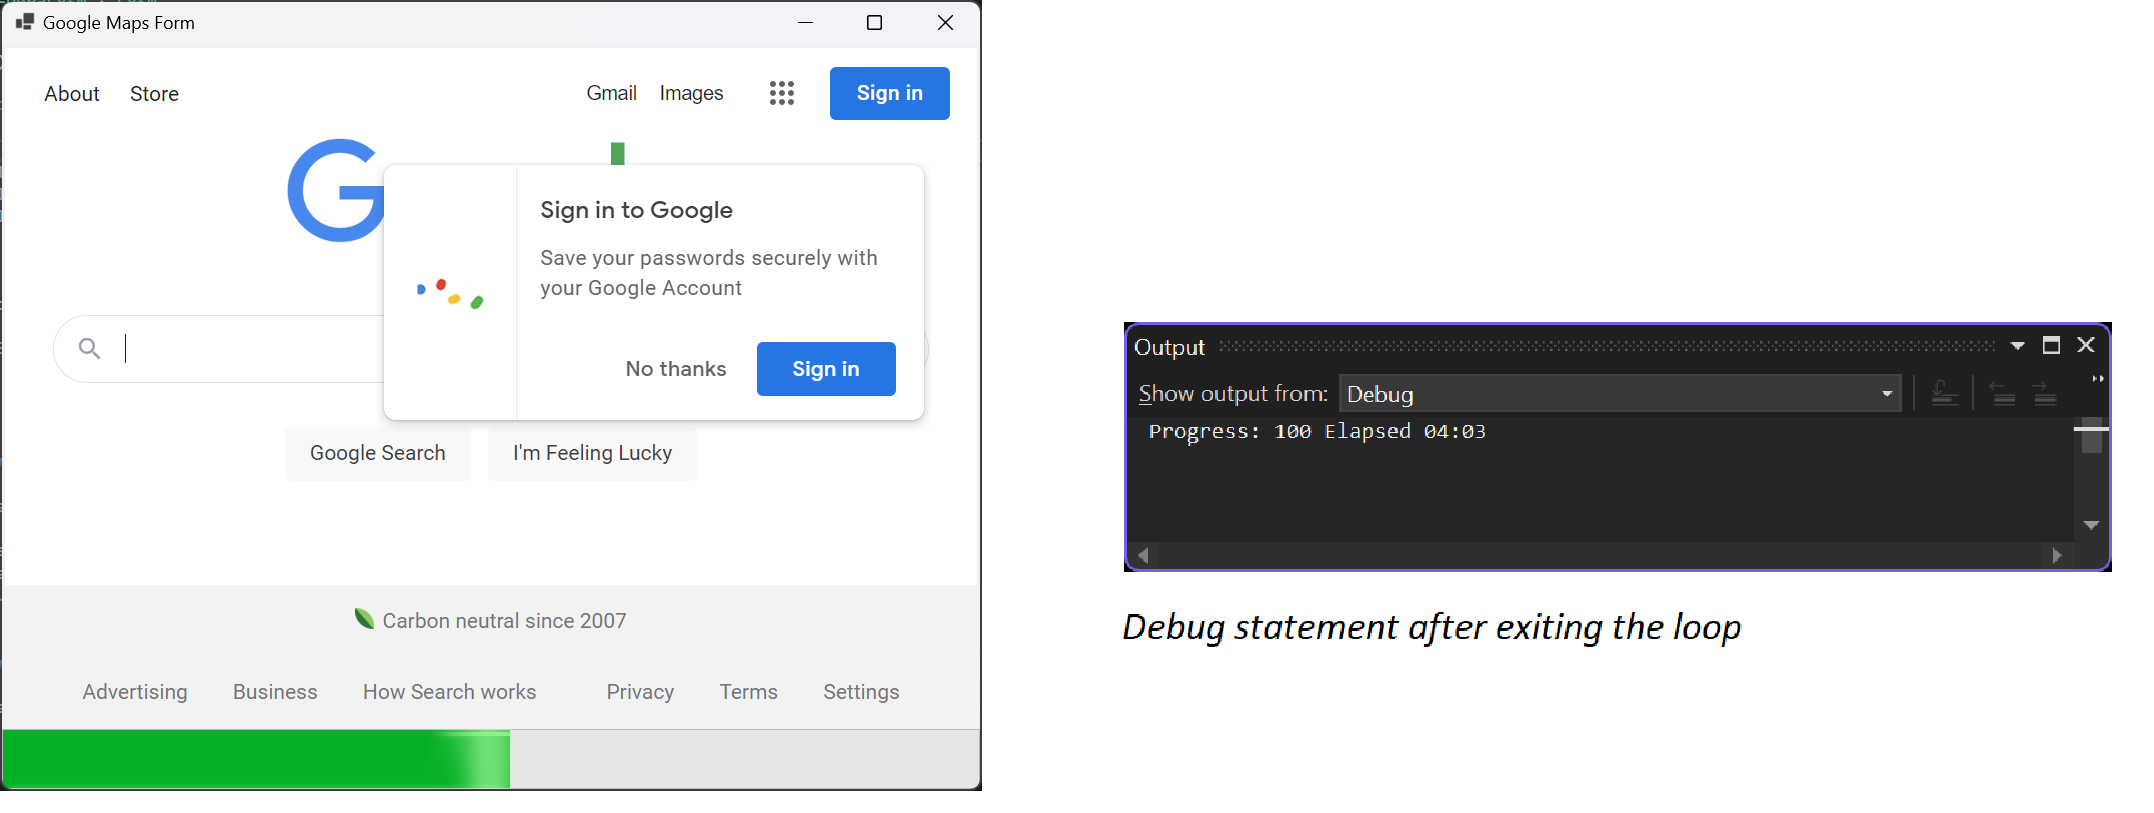 Google Maps Form
About Store Gmail Images Sign in
G
Sign in to Google
Save your passwords securely with
your Google Account
No thanks Sign in
Google Search I'm Feeling Lucky
Carbon neutral since 2007
Advertising Business How Search works Privacy Terms Settings
Output
Show output from: Debug
Progress: 100 Elapsed 04:03
Debug statement after exiting the loop